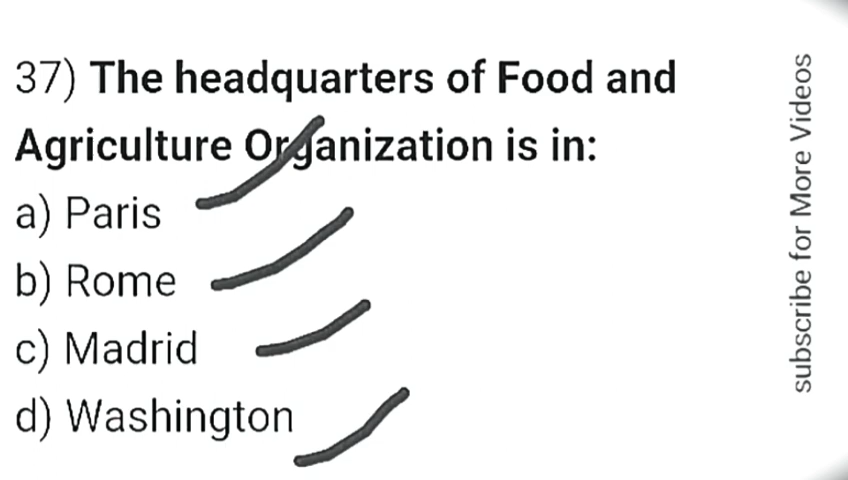 37) The headquarters of Food and
Agriculture Organization is in:
a) Paris
b) Rome
c) Madrid
d) Washington
subscribe for More Videos